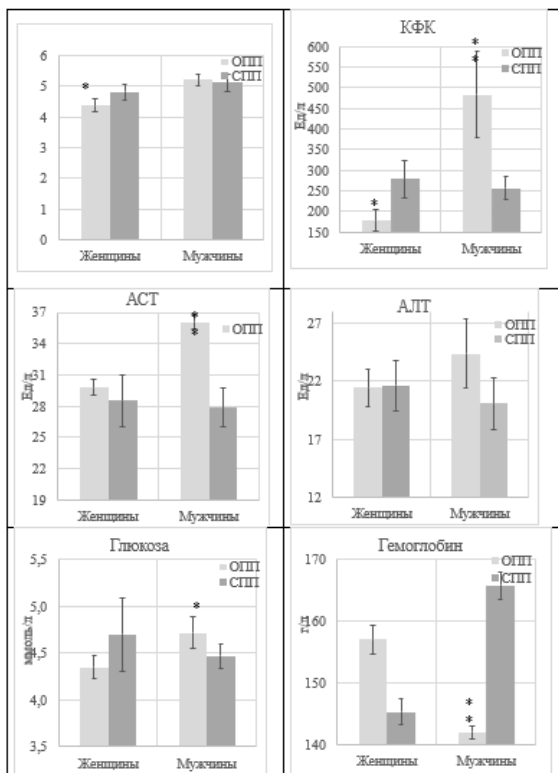 ОПП
СПП
6
5
4
3
2
1
0
*
Женщины
Мужчины
КФК
ОПП
СПП
Ед/л
600
550
500
450
400
350
300
250
200
150
*
*
*
Женщины
Мужчины
АСТ
ОПП
Ед/л
37
34
31
28
25
22
19
*
*
Женщины
Мужчины
АЛТ
ОПП
СПП
Ед/л
27
22
17
12
Женщины
Мужчины
Глюкоза
ОПП
СПП
ммоль/л
5,5
5,0
4,5
4,0
3,5
*
Женщины
Мужчины
Гемоглобин
ОПП
СПП
г/л
170
160
150
140
*
*
Женщины
Мужчины